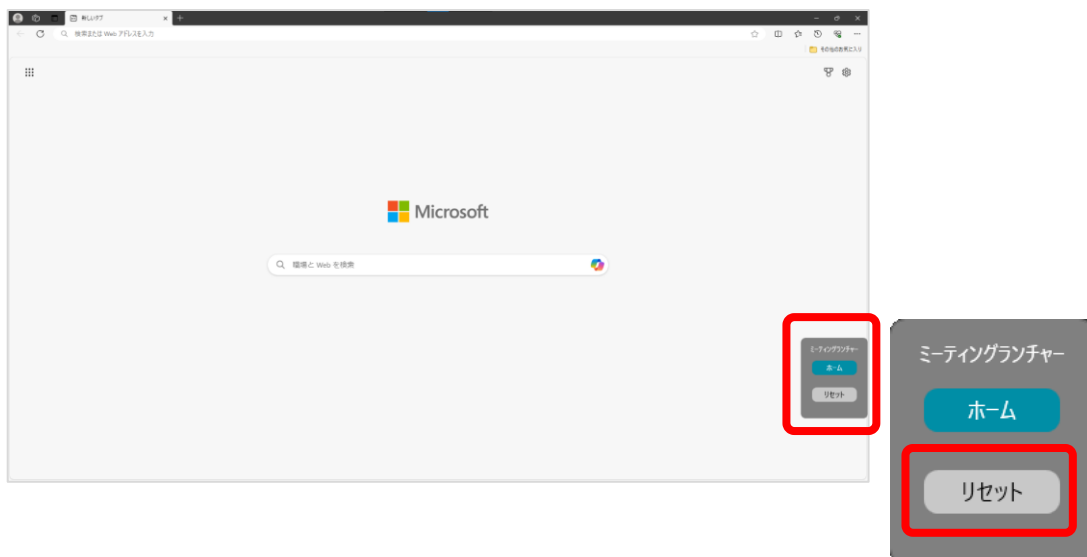 新しいタブ
検索または Web アドレスを入力
その他のお気に入り
Microsoft
職場と Web を検索
ミーティングランチャー
ホーム
リセット
ミーティングランチャー
ホーム
リセット